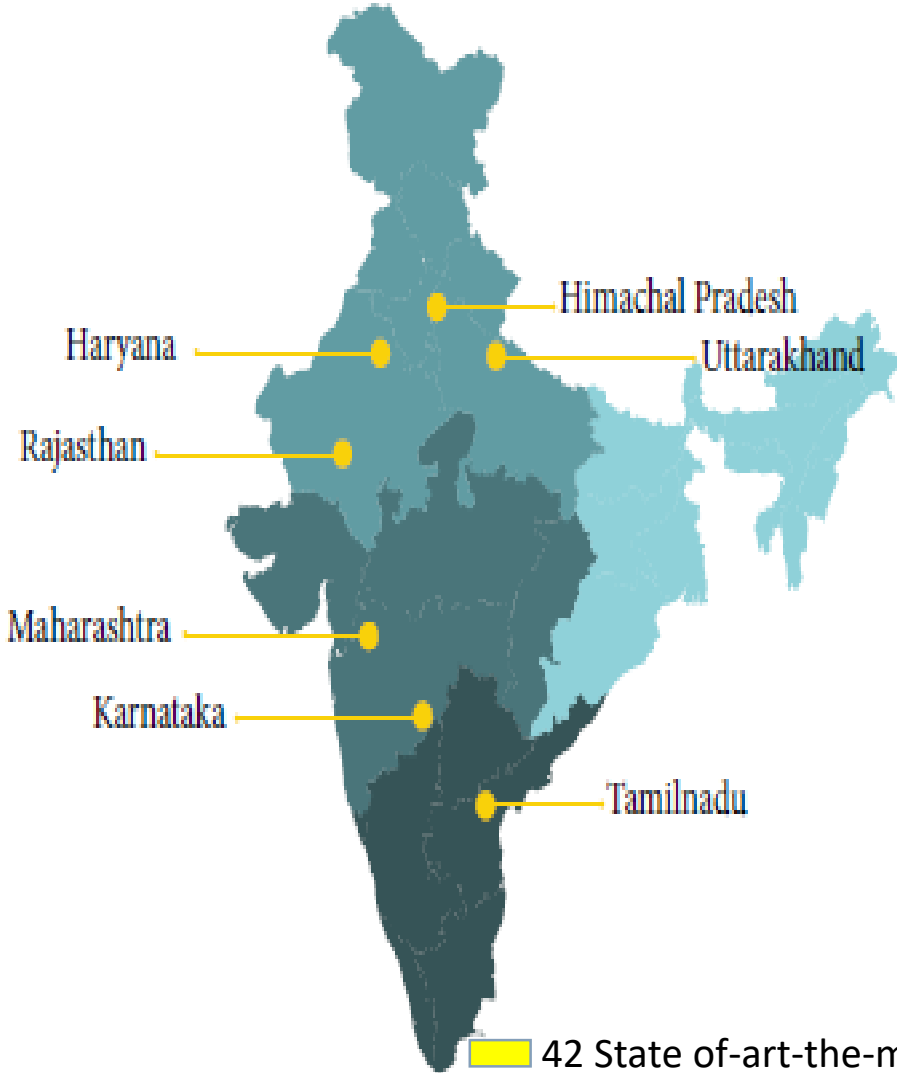 Himachal Pradesh
Haryana
Uttarakhand
Rajasthan
Maharashtra
Karnataka
Tamilnadu
42 State of-art-the-m